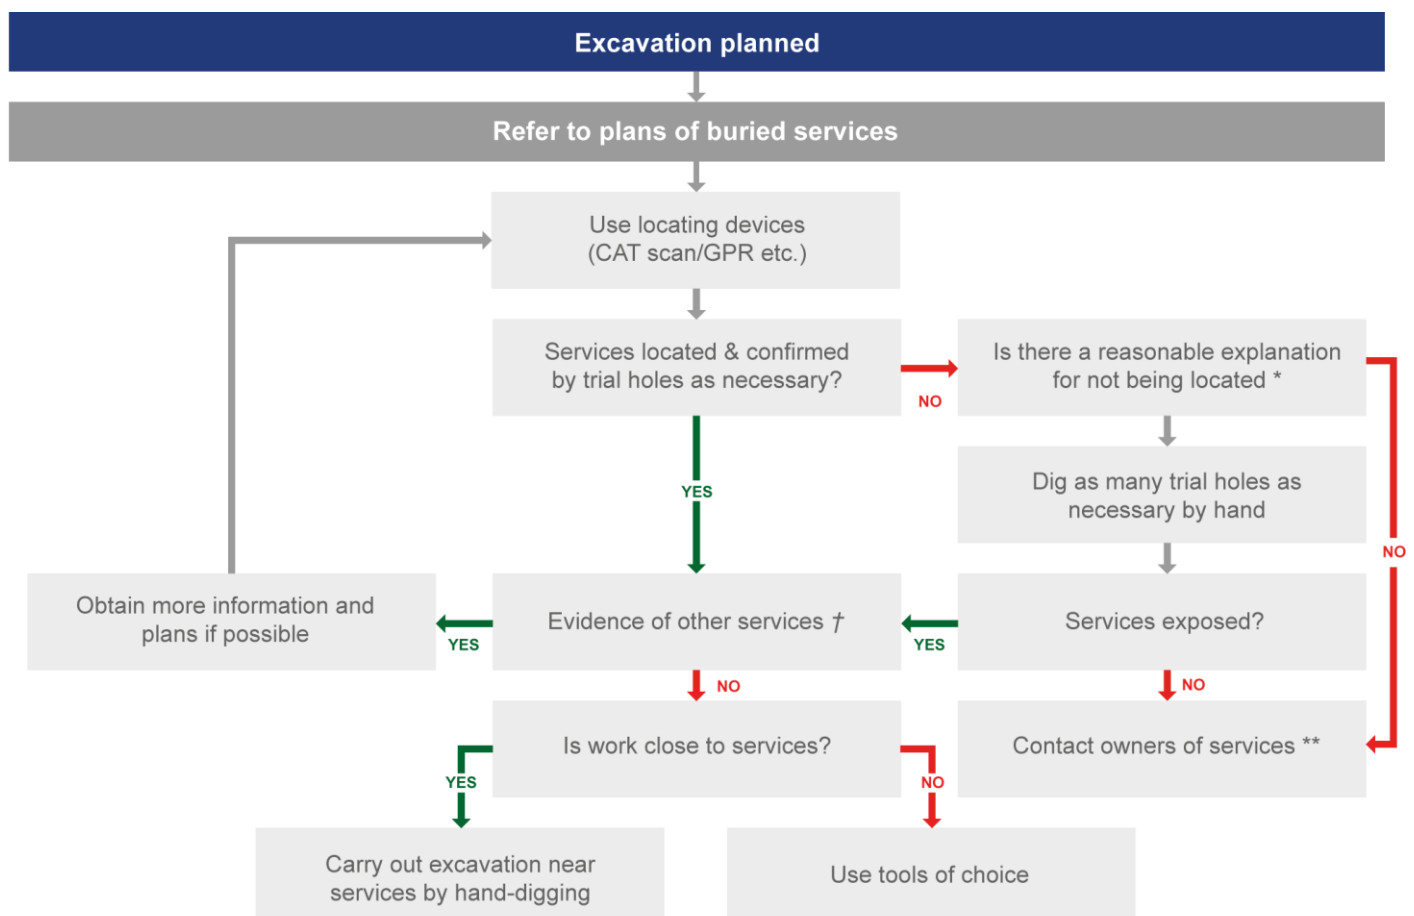 Excavation planned
Refer to plans of buried services
Use locating devices
(CAT scan/GPR etc.)
Services located & confirmed
by trial holes as necessary?
NO
Is there a reasonable explanation
for not being located *
YES
Dig as many trial holes as
necessary by hand
NO
Obtain more information and
plans if possible
YES
Evidence of other services †
YES
Services exposed?
NO
NO
Is work close to services?
Contact owners of services **
YES
NO
Carry out excavation near
services by hand-digging
Use tools of choice